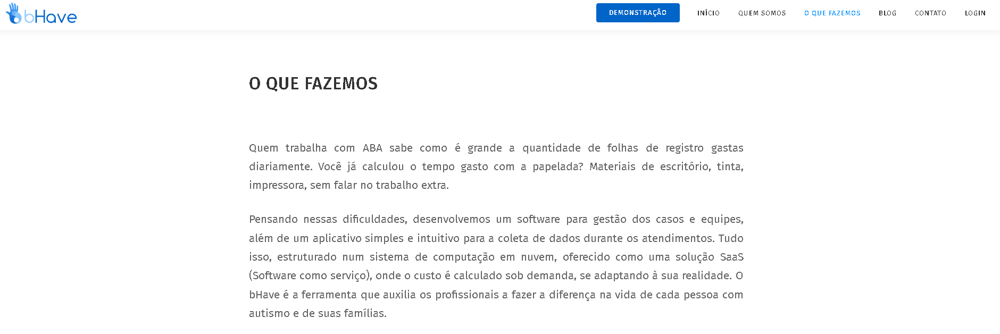 bHave
DEMONSTRAÇÃO
INÍCIO
QUEM SOMOS
O QUE FAZEMOS
BLOG
CONTATO
LOGIN
O QUE FAZEMOS
Quem trabalha com ABA sabe como é grande a quantidade de folhas de registro gastas
diariamente. Você já calculou o tempo gasto com a papelada? Materiais de escritório, tinta,
impressora, sem falar no trabalho extra.
Pensando nessas dificuldades, desenvolvemos um software para gestão dos casos e equipes,
além de um aplicativo simples e intuitivo para a coleta de dados durante os atendimentos. Tudo
isso, estruturado num sistema de computação em nuvem, oferecido como uma solução SaaS
(Software como serviço), onde o custo é calculado sob demanda, se adaptando à sua realidade. O
bHave é a ferramenta que auxilia os profissionais a fazer a diferença na vida de cada pessoa com
autismo e de suas famílias.